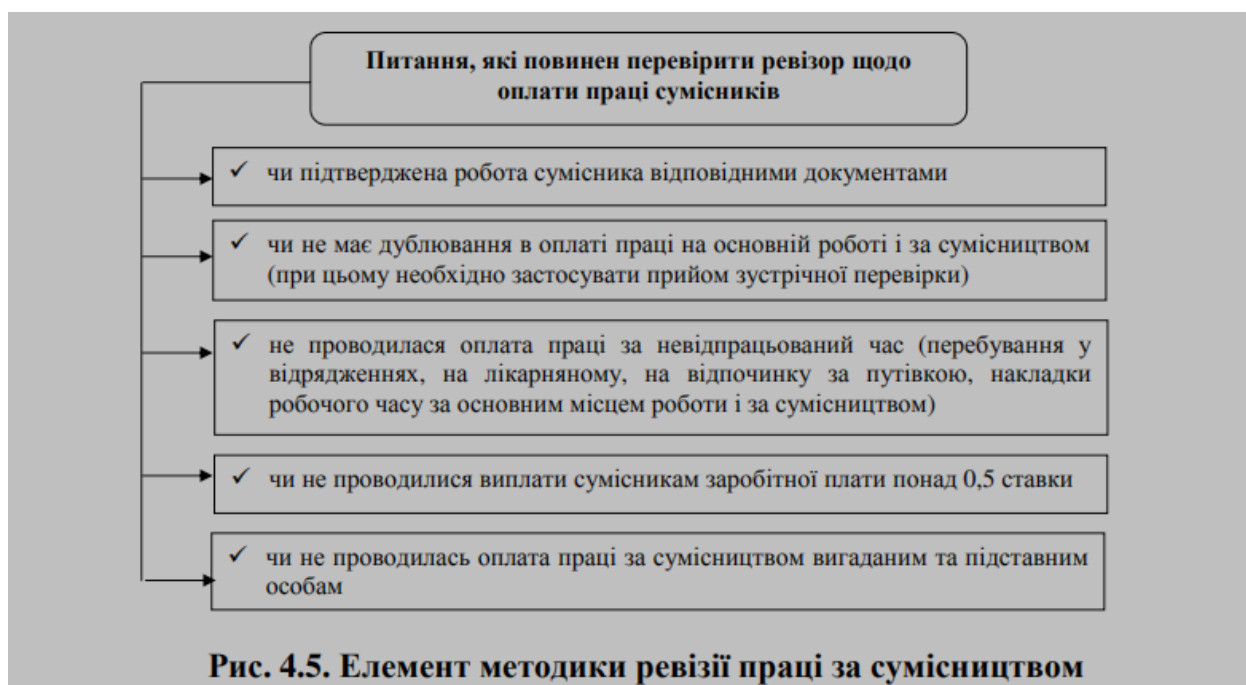 Питання, які повинен перевірити ревізор щодо
оплати праці сумісників
✓ чи підтверджена робота сумісника відповідними документами
✓ чи не має дублювання в оплаті праці на основній роботі і за сумісництвом
(при цьому необхідно застосувати прийом зустрічної перевірки)
✓ не проводилася оплата праці за невідпрацьований час (перебування у
відрядженнях, на лікарняному, на відпочинку за путівкою, накладки
робочого часу за основним місцем роботи і за сумісництвом)
✓ чи не проводилися виплати сумісникам заробітної плати понад 0,5 ставки
✓ чи не проводилась оплата праці за сумісництвом вигаданим та підставним
особам
Рис. 4.5. Елемент методики ревізії праці за сумісництвом